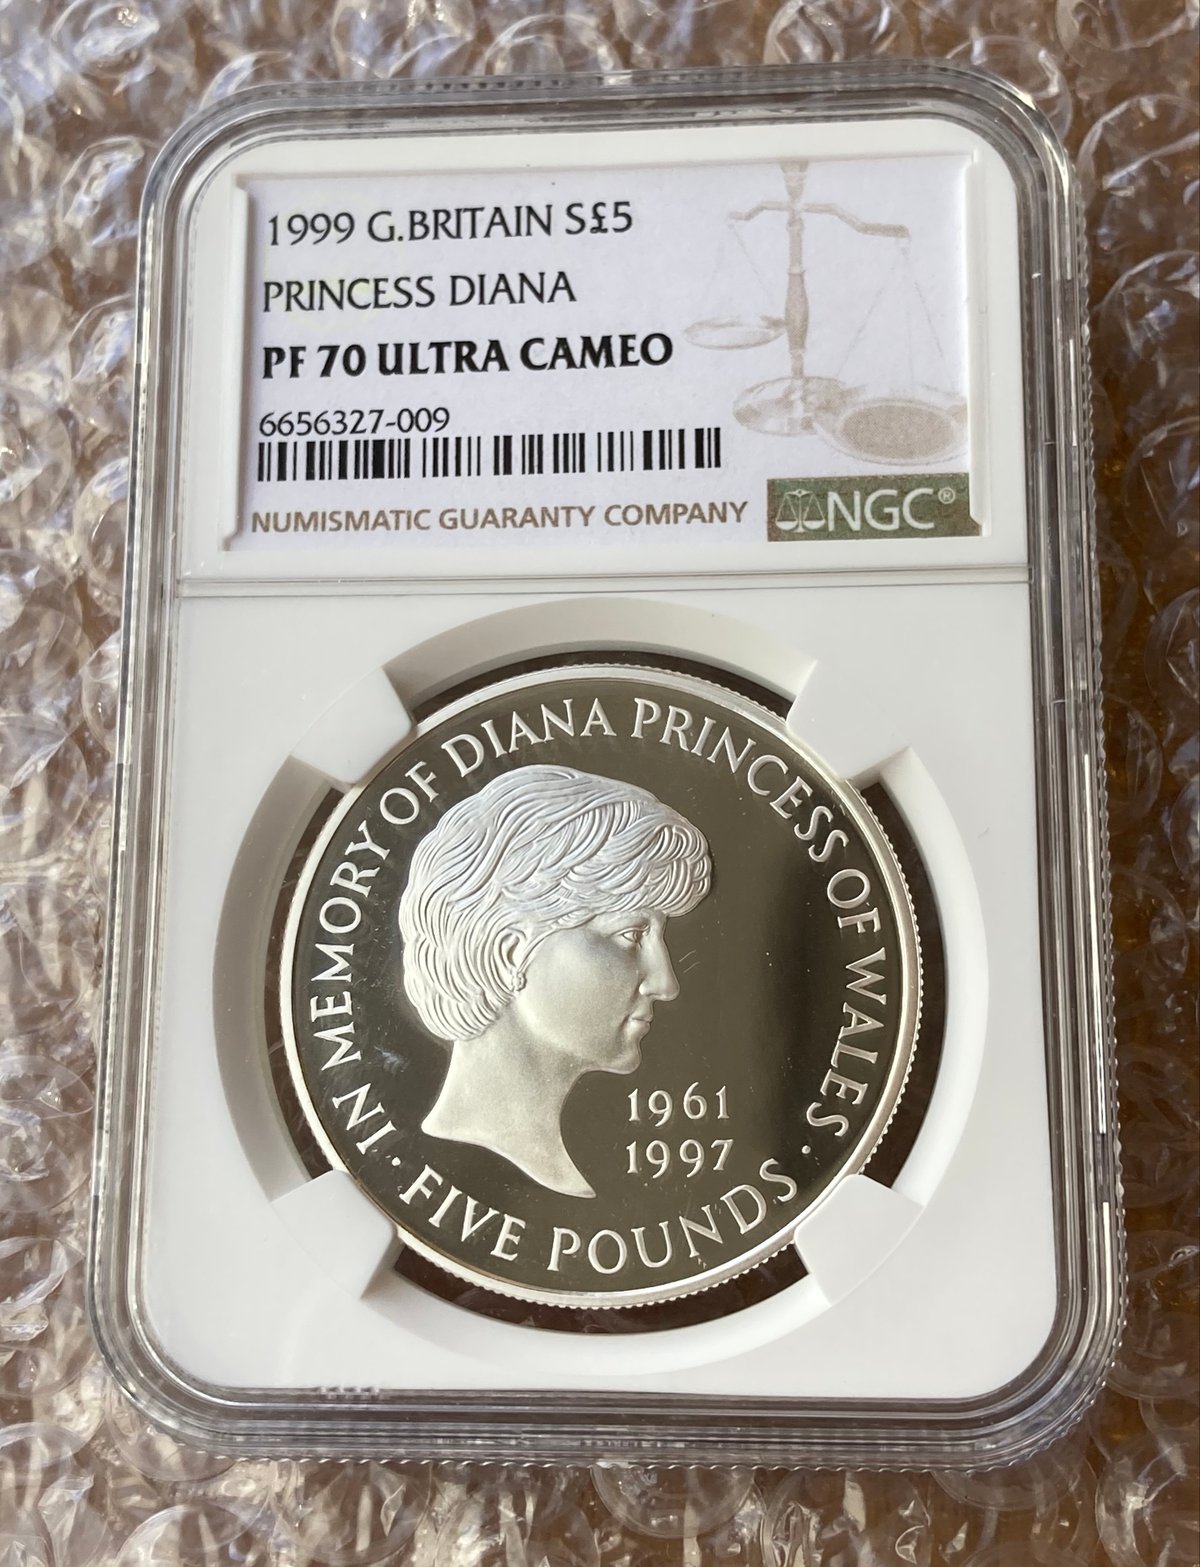 1999 G.BRITAIN S£5
PRINCESS DIANA
PF 70 ULTRA CAMEO
6656327-009
NUMISMATIC GUARANTY COMPANY
NGC®
IN MEMORY OF DIANA PRINCESS OF WALES
1961
1997
· FIVE POUNDS ·